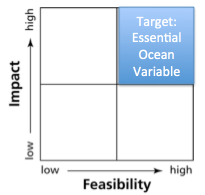 high
Target:
Essential
Ocean
Variable
Impact
low
low
high
Feasibility